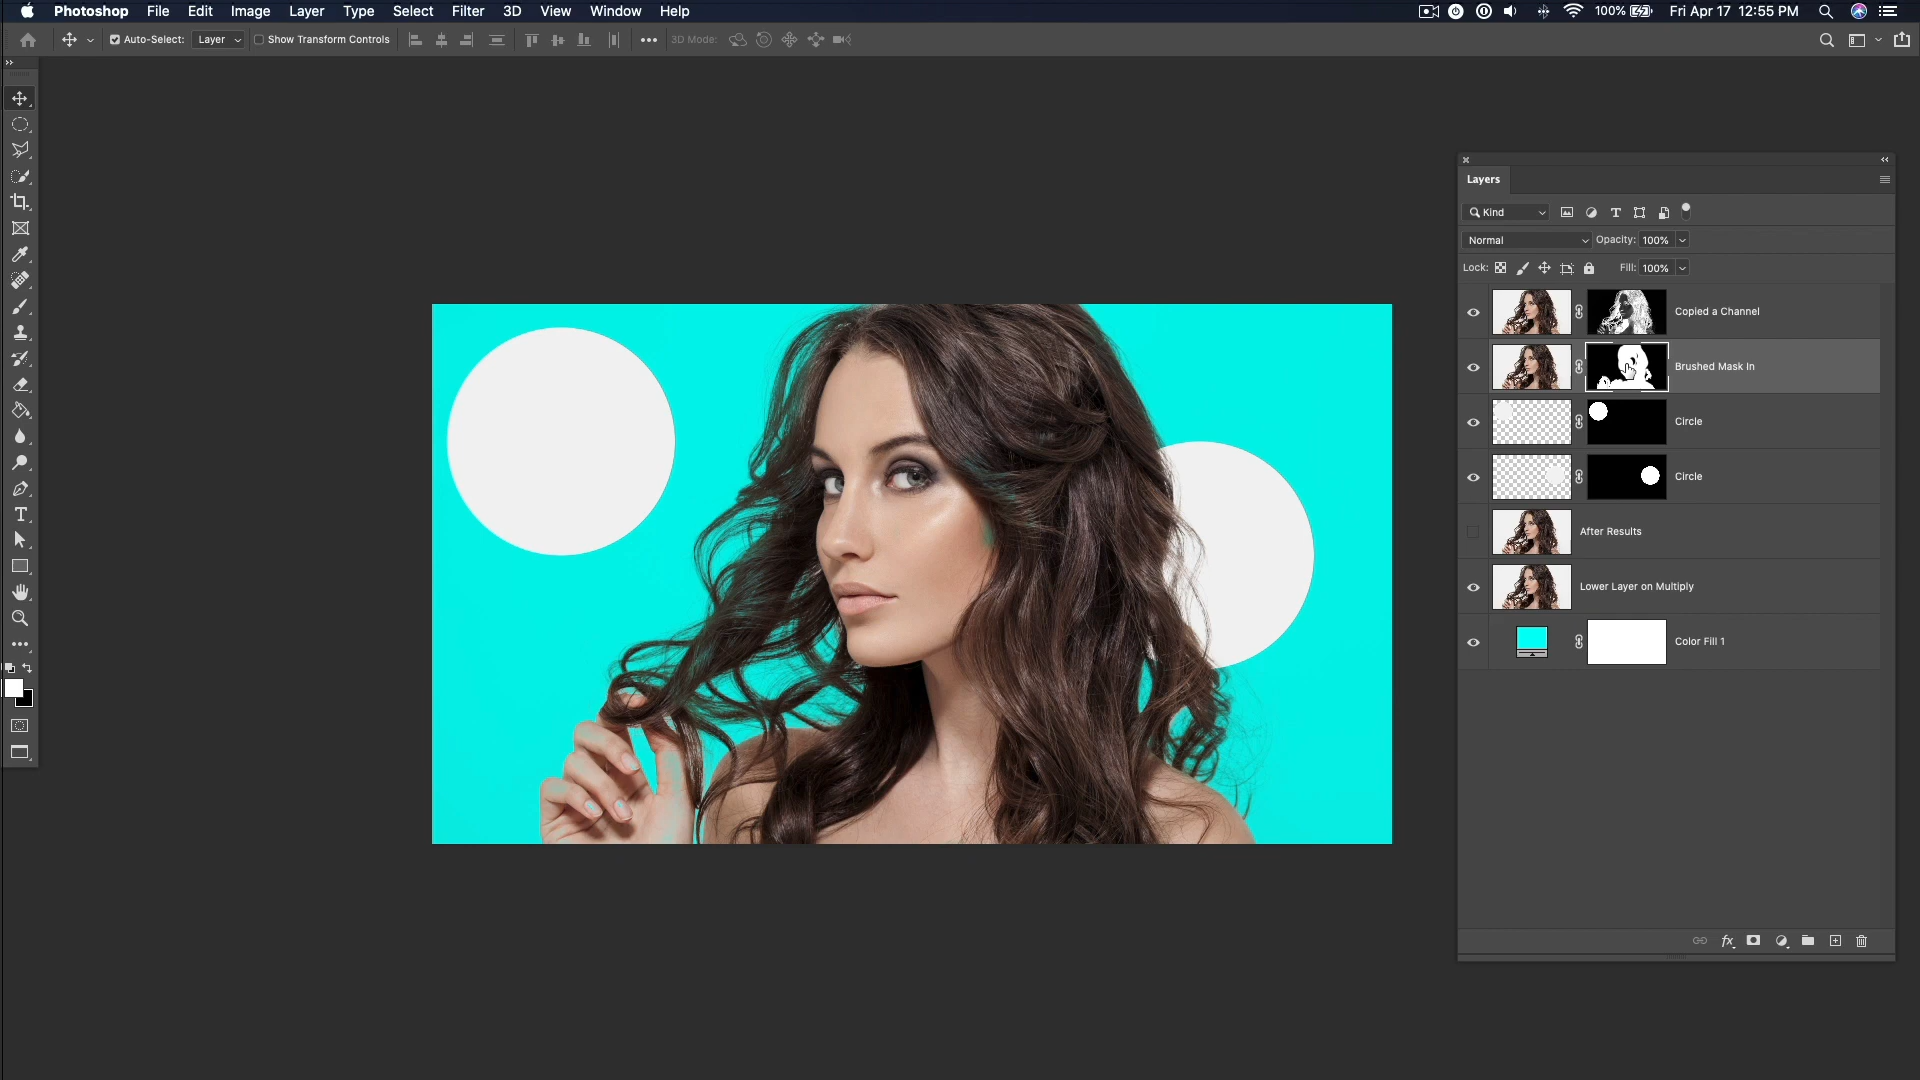 Photoshop File Edit Image Layer Type Select Filter 3D View Window Help 100% Fri Apr 17 12:55 PM
Auto-Select: Layer Show Transform Controls 3D Mode:
Layers
Kind
Normal Opacity: 100%
Lock: Fill: 100%
Copied a Channel
Brushed Mask In
Circle
Circle
After Results
Lower Layer on Multiply
Color Fill 1
fx